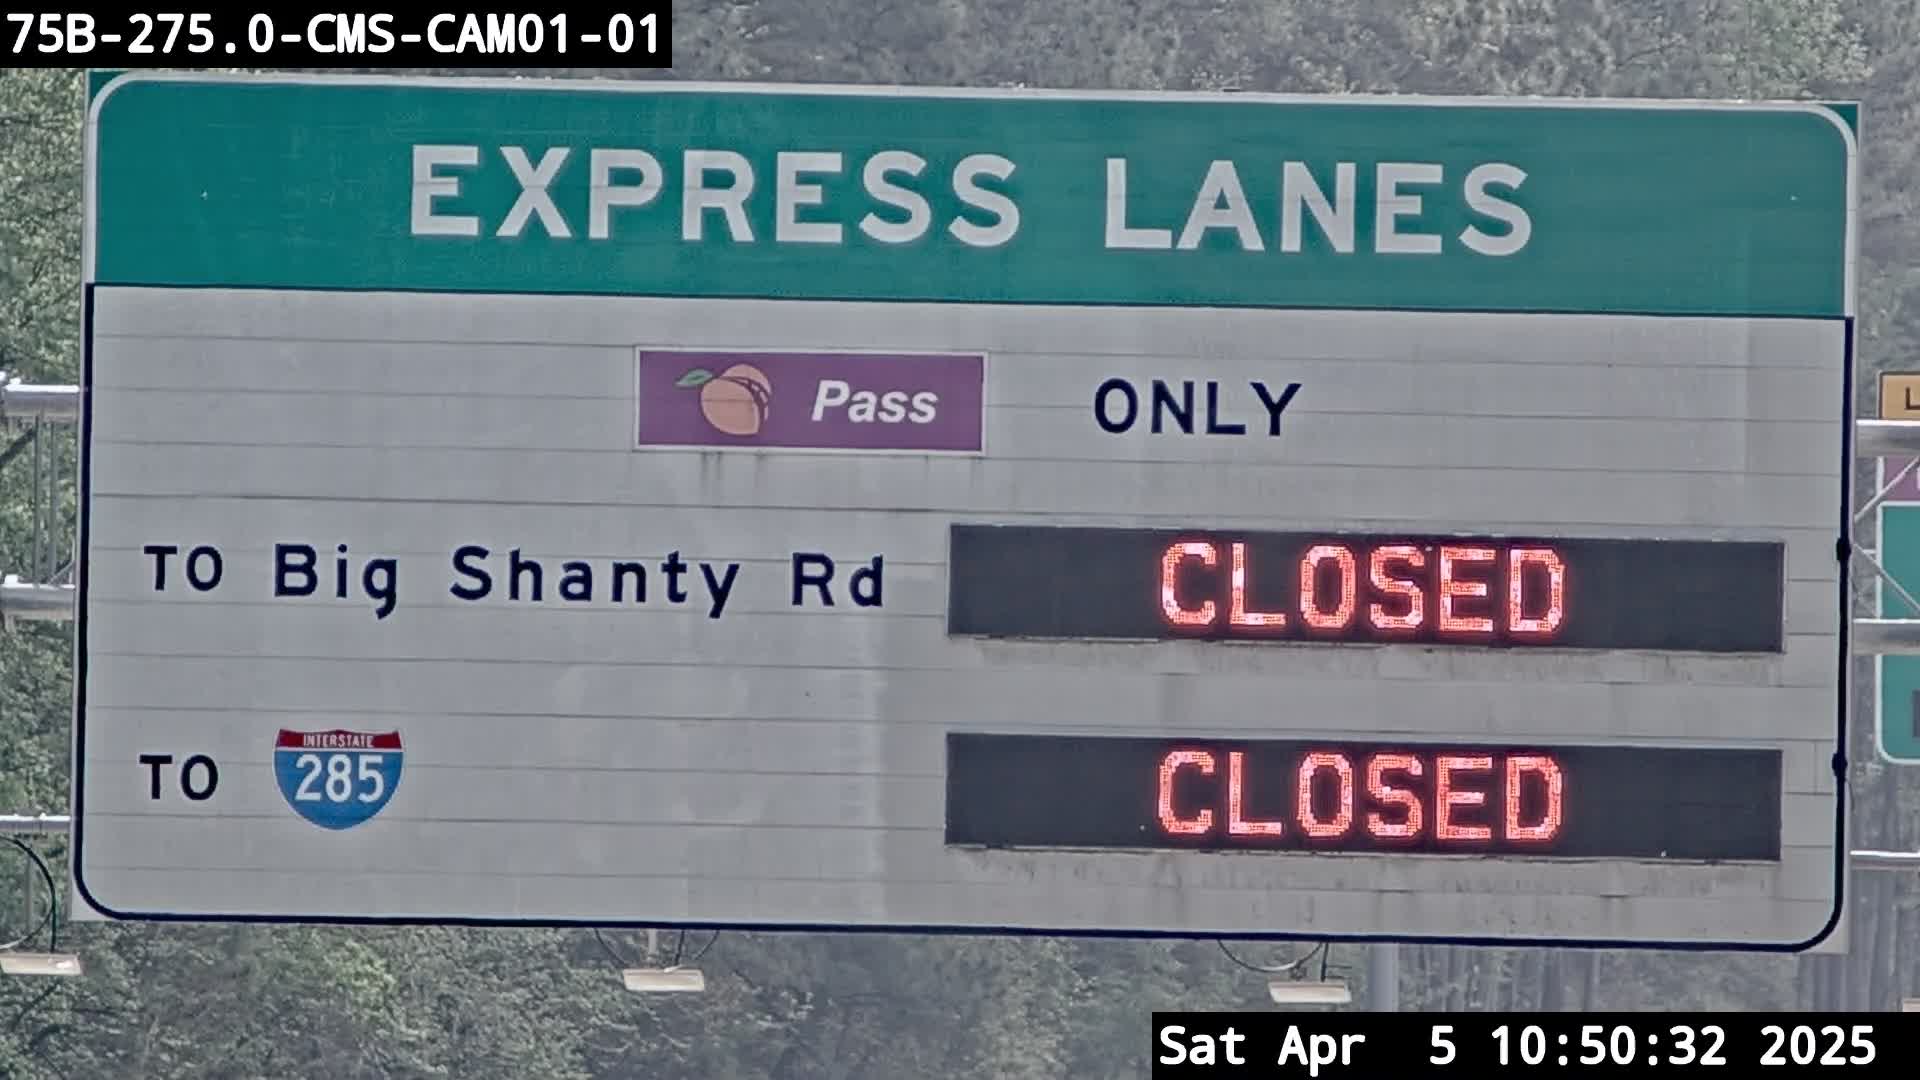 75B-275.0-CMS-CAM01-01
EXPRESS LANES
Pass ONLY
TO Big Shanty Rd CLOSED
TO INTERSTATE 285 CLOSED
Sat Apr 5 10:50:32 2025